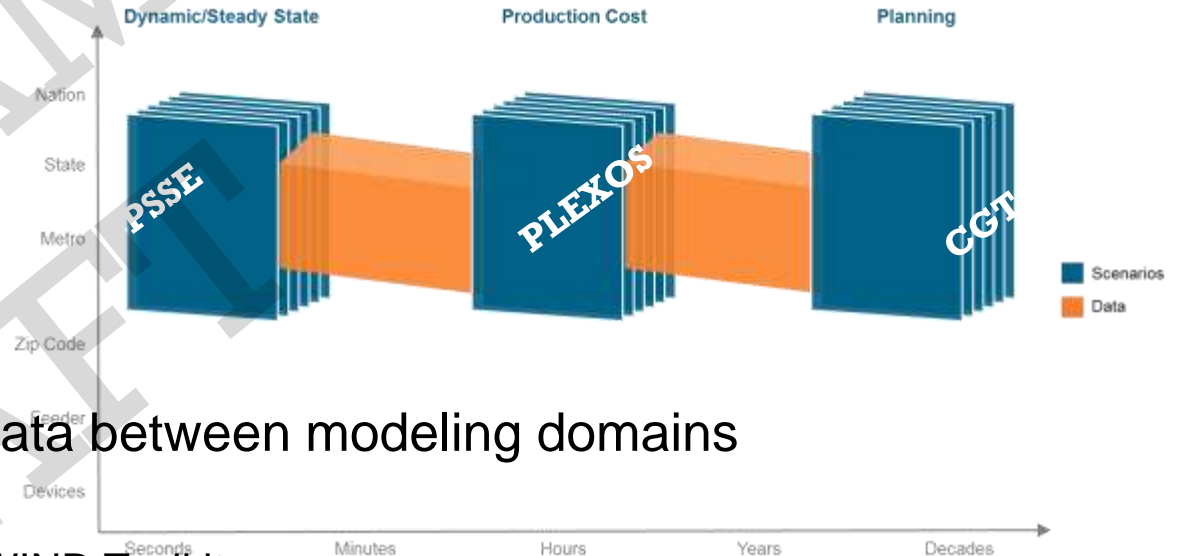 Dynamic/Steady State Production Cost Planning
Nation
State
PSSE PLEXOS CGT
Metro
Scenarios
Data
Zip Code
Feeder
ata between modeling domains
Devices
Seconds Minutes Hours Years Decades